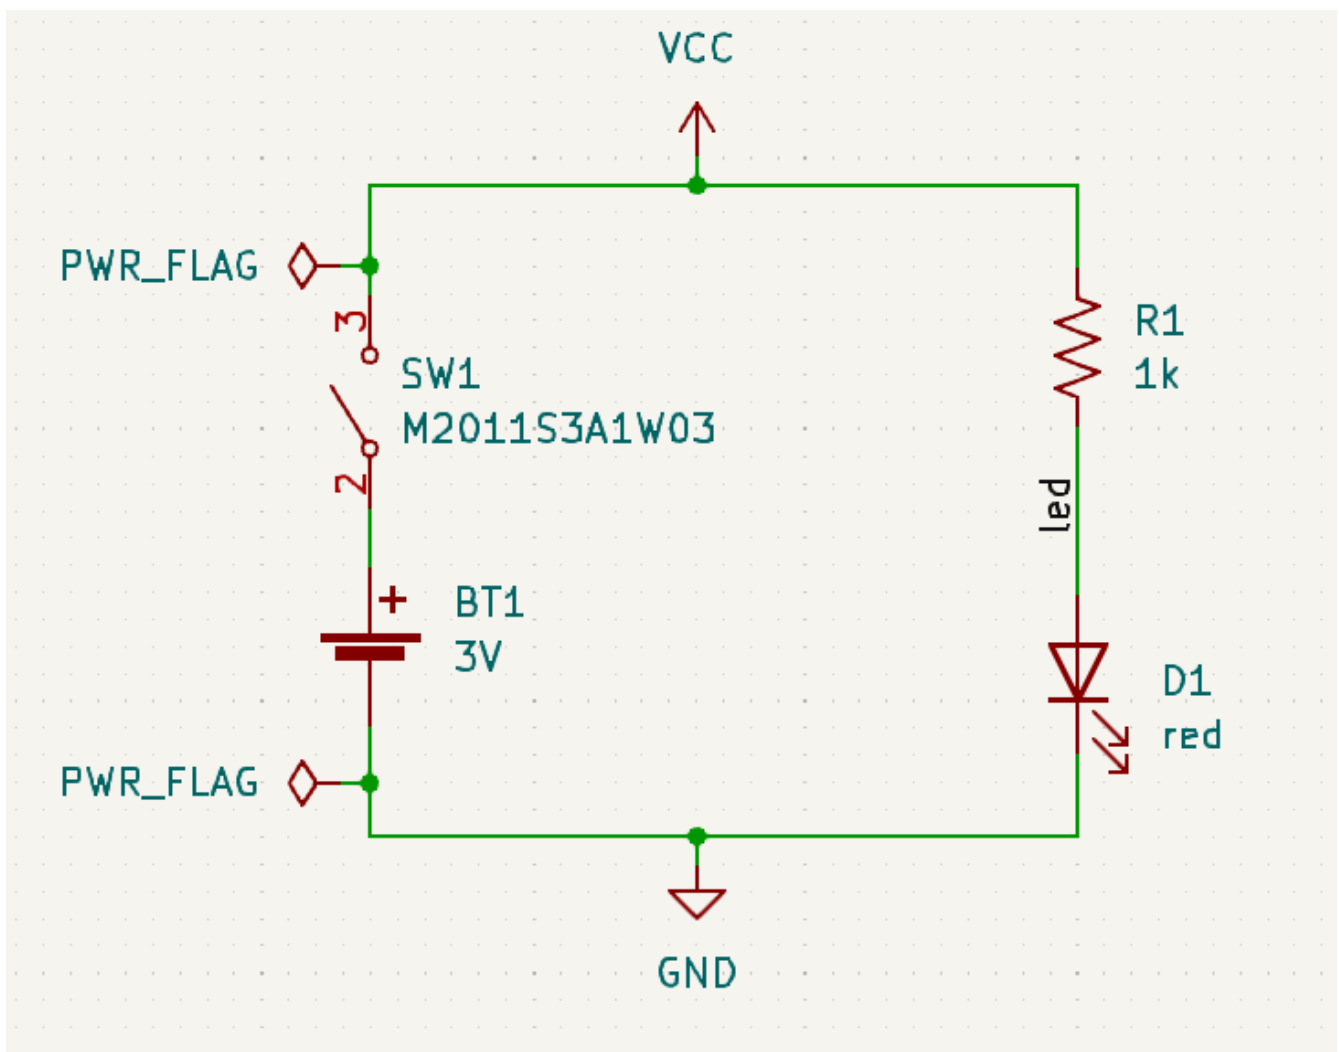 VCC
PWR_FLAG
3
SW1
M2011S3A1W03
2
R1
1k
led
BT1
3V
D1
red
PWR_FLAG
GND